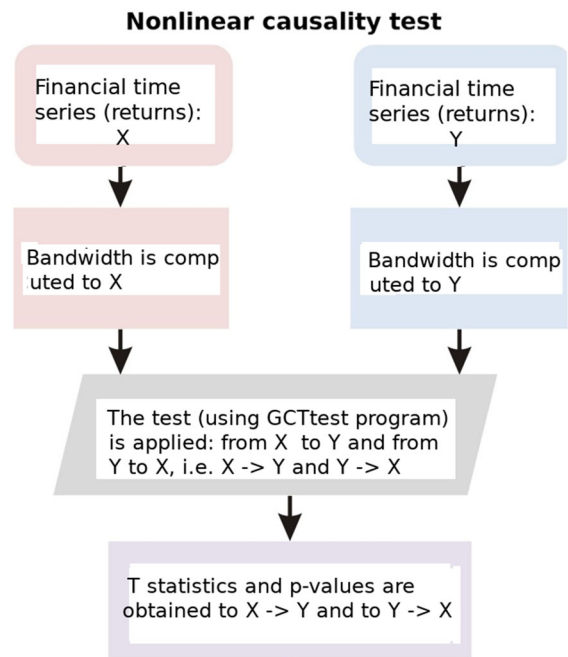 Nonlinear causality test
Financial time
series (returns):
X
Financial time
series (returns):
Y
Bandwidth is comp
uted to X
Bandwidth is comp
uted to Y
The test (using GCTtest program)
is applied: from X to Y and from
Y to X, i.e. X -> Y and Y -> X
T statistics and p-values are
obtained to X -> Y and to Y -> X